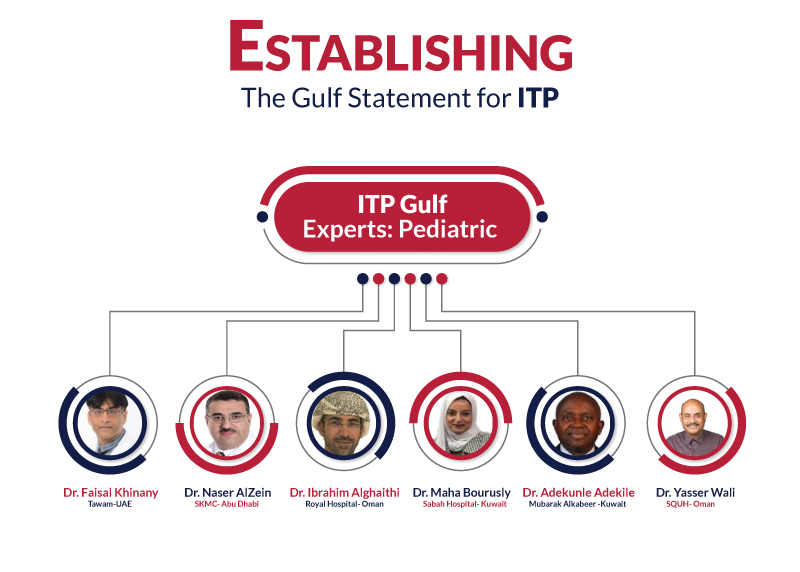 ESTABLISHING
The Gulf Statement for ITP
ITP Gulf
Experts: Pediatric
Dr. Faisal Khinany
Tawam-UAE
Dr. Naser AlZein
SKMC- Abu Dhabi
Dr. Ibrahim Alghaithi
Royal Hospital- Oman
Dr. Maha Bourusly
Sabah Hospital- Kuwait
Dr. Adekunle Adekile
Mubarak Alkabeer -Kuwait
Dr. Yasser Wali
SQUH- Oman